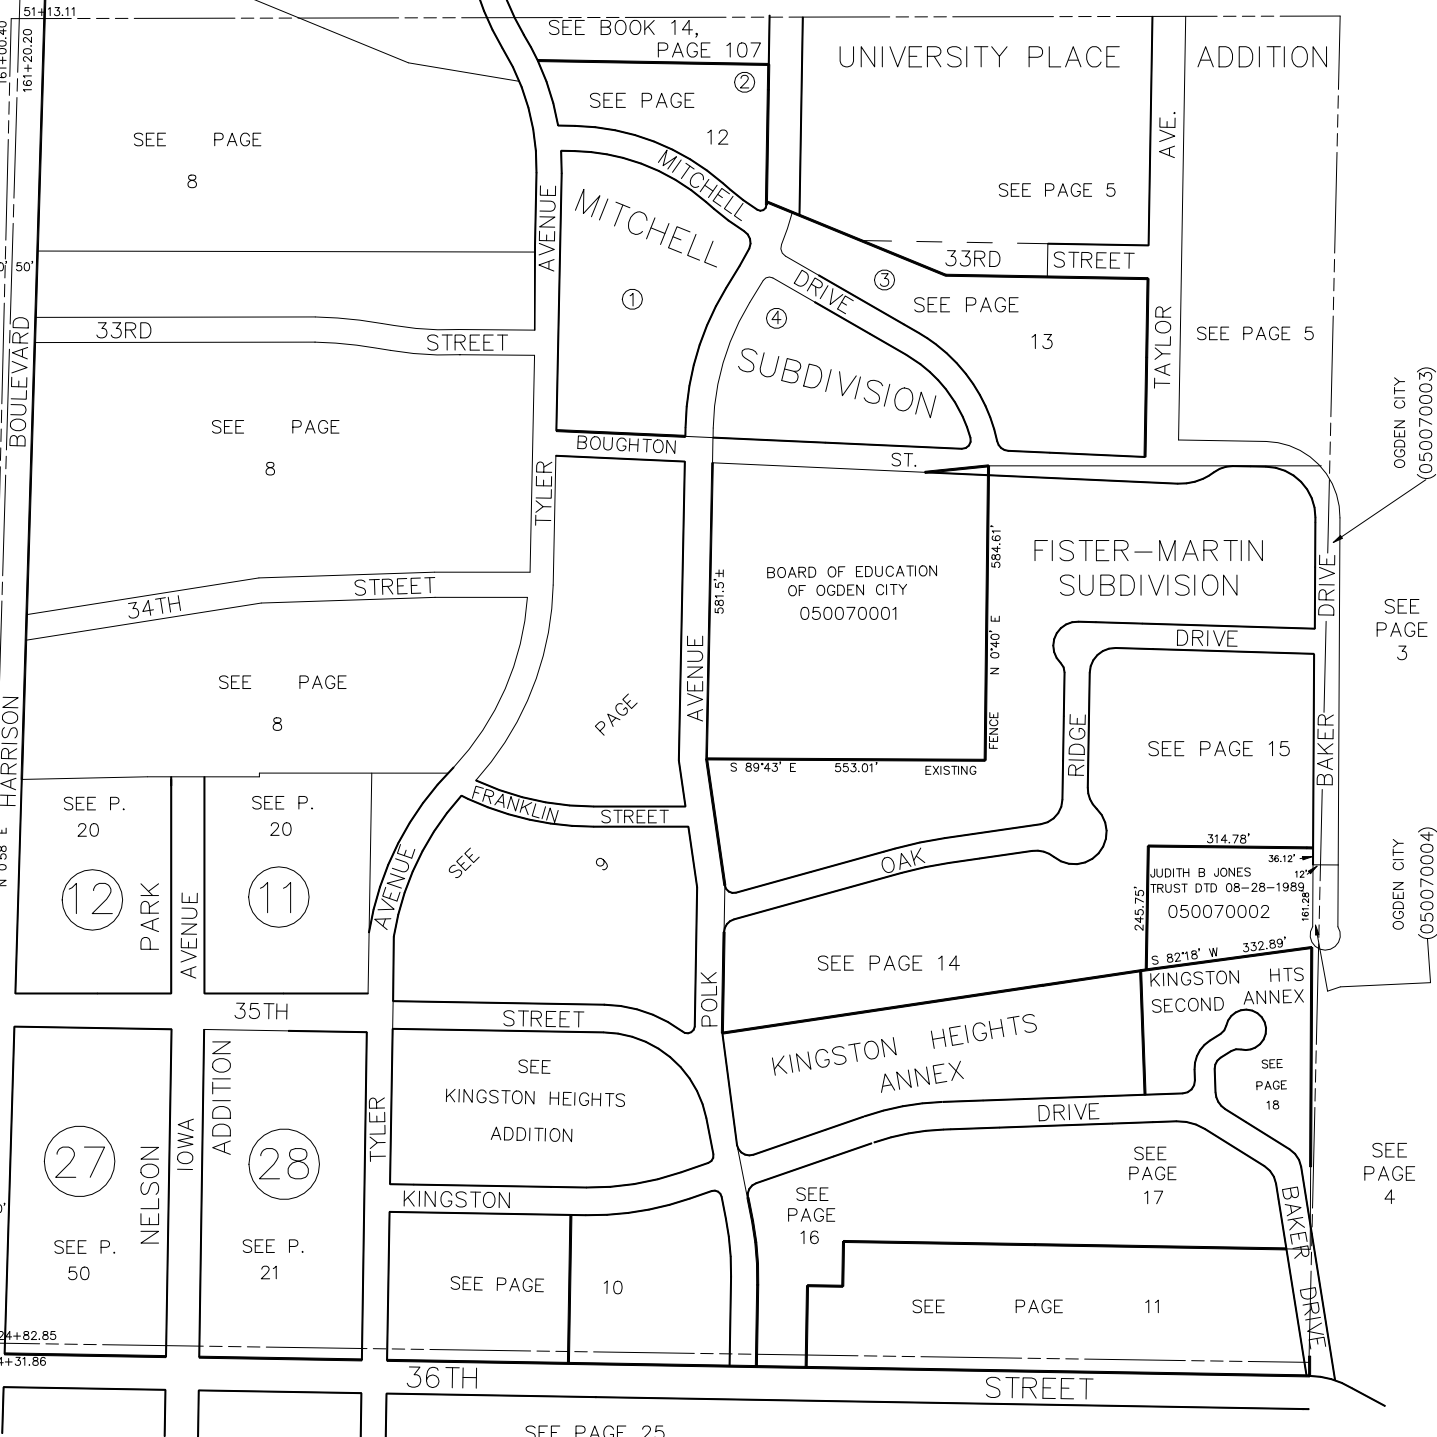 51+13.11
161+00.40
161+20.20
SEE BOOK 14,
PAGE 107
2
SEE PAGE
12
UNIVERSITY PLACE ADDITION
SEE PAGE
8
MITCHELL
AVE.
SEE PAGE 5
AVENUE
MITCHELL
50'
33RD STREET
3
DRIVE
SEE PAGE
13
1
4
33RD STREET
BOULEVARD
TAYLOR
SEE PAGE 5
SUBDIVISION
SEE PAGE
8
BOUGHTON ST.
TYLER
OGDEN CITY
(050070003)
584.61'
FISTER-MARTIN
SUBDIVISION
BOARD OF EDUCATION
OF OGDEN CITY
050070001
581.5'±
34TH STREET
DRIVE
SEE
PAGE
3
N 0°40' E
DRIVE
AVENUE
SEE PAGE
8
PAGE
HARRISON
FENCE
RIDGE
BAKER
SEE PAGE 15
S 89°43' E 553.01' EXISTING
SEE P.
20
SEE P.
20
FRANKLIN STREET
N 0°58' E
314.78'
36.12'
12'
OAK
SEE
9
AVENUE
12
11
PARK
AVENUE
JUDITH B JONES
TRUST DTD 08-28-1989
050070002
245.75'
161.28'
S 82°18' W 332.89'
OGDEN CITY
(050070004)
SEE PAGE 14
POLK
KINGSTON HTS
SECOND ANNEX
35TH STREET
KINGSTON HEIGHTS
ANNEX
SEE
KINGSTON HEIGHTS
ADDITION
SEE
PAGE
18
DRIVE
ADDITION
TYLER
IOWA
NELSON
27
28
SEE
PAGE
17
SEE
PAGE
4
SEE
PAGE
16
KINGSTON
BAKER
DRIVE
SEE P.
50
SEE P.
21
SEE PAGE 10
SEE PAGE 11
24+82.85
4+31.86
36TH STREET
SEE PAGE 25